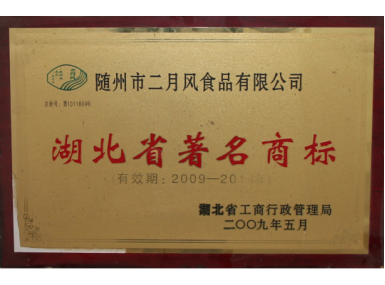 随州市二月风食品有限公司
湖北省著名商标
(有效期：2009—20
湖北省工商行政管理局
二〇〇九年五月